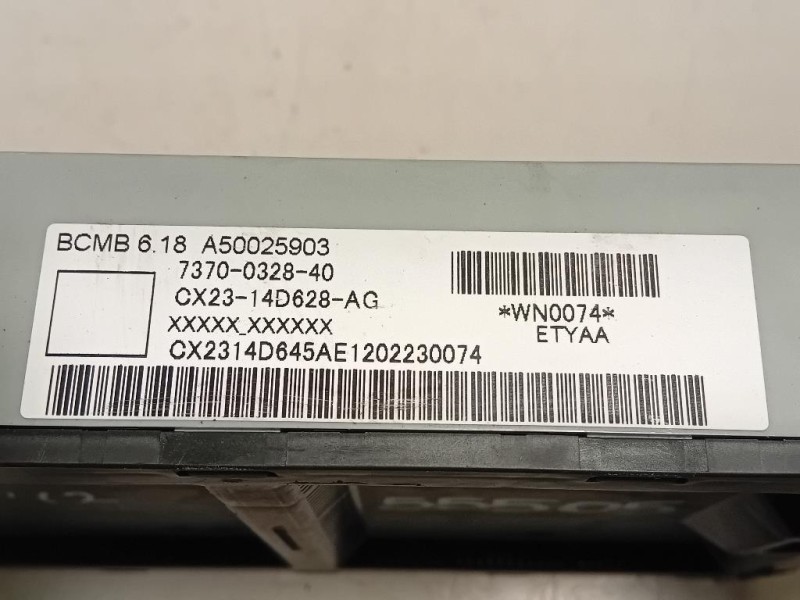 BCMB 6.18 A50025903
7370-0328-40
CX23-14D628-AG
XXXXX_XXXXXX
CX2314D645AE1202230074
*WN0074*
ETYAA